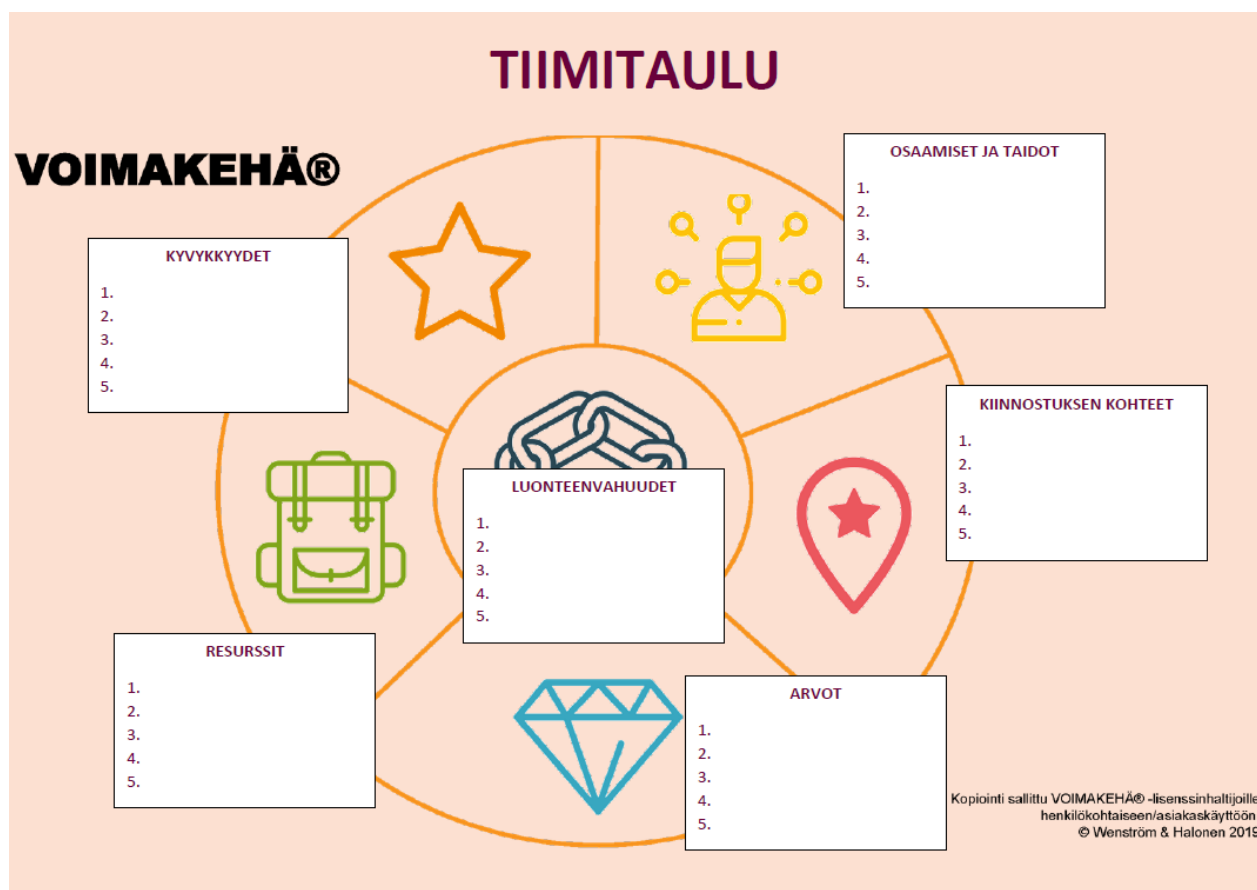 TIIMITAULU
VOIMAKEHÄ®
OSAAMISET JA TAIDOT
1.
2.
3.
4.
5.
KYVYKKYYDET
1.
2.
3.
4.
5.
KIINNOSTUKSEN KOHTEET
1.
2.
3.
4.
5.
LUONTEENVAHUUDET
1.
2.
3.
4.
5.
RESURSSIT
1.
2.
3.
4.
5.
ARVOT
1.
2.
3.
4.
5.
Kopiointi sallittu VOIMAKEHÄ® -lisenssinhaltijoille
henkilökohtaiseen/asiakaskäyttöön
© Wenström & Halonen 2019